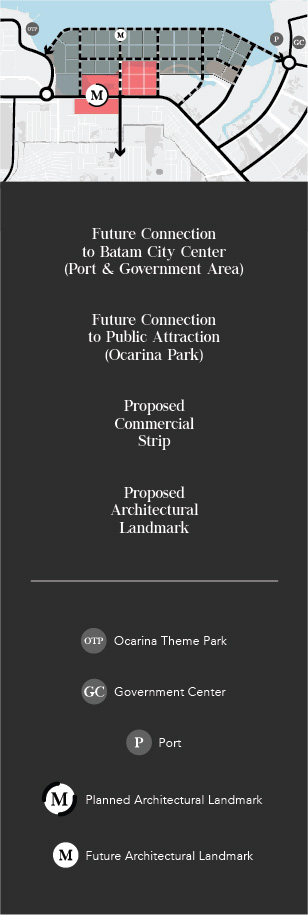 OTP
M
P
GC
M
Future Connection
to Batam City Center
(Port & Government Area)
Future Connection
to Public Attraction
(Ocarina Park)
Proposed
Commercial
Strip
Proposed
Architectural
Landmark
OTP Ocarina Theme Park
GC Government Center
P Port
M Planned Architectural Landmark
M Future Architectural Landmark